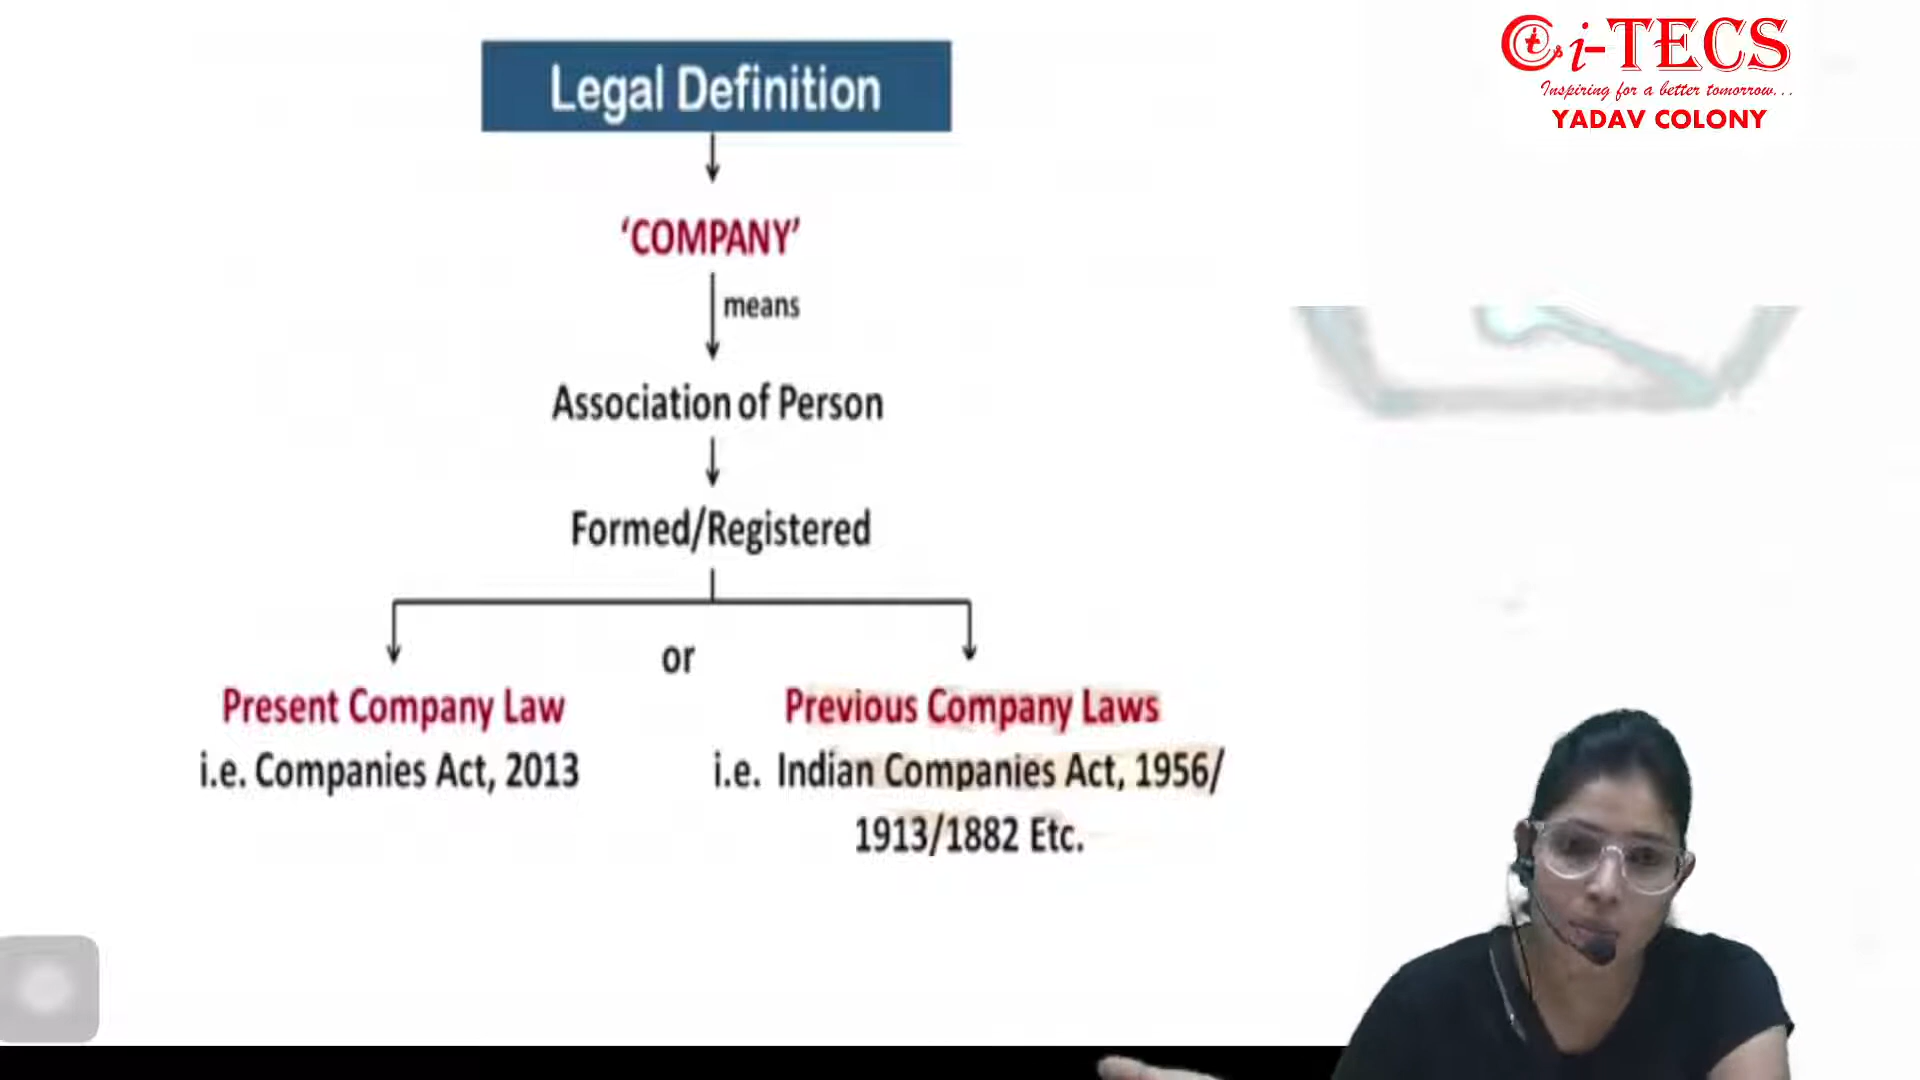 Legal Definition
‘COMPANY’
means
Association of Person
Formed/Registered
or
Present Company Law
i.e. Companies Act, 2013
Previous Company Laws
i.e. Indian Companies Act, 1956/
1913/1882 Etc.
i-TECS
Inspiring for a better tomorrow...
YADAV COLONY